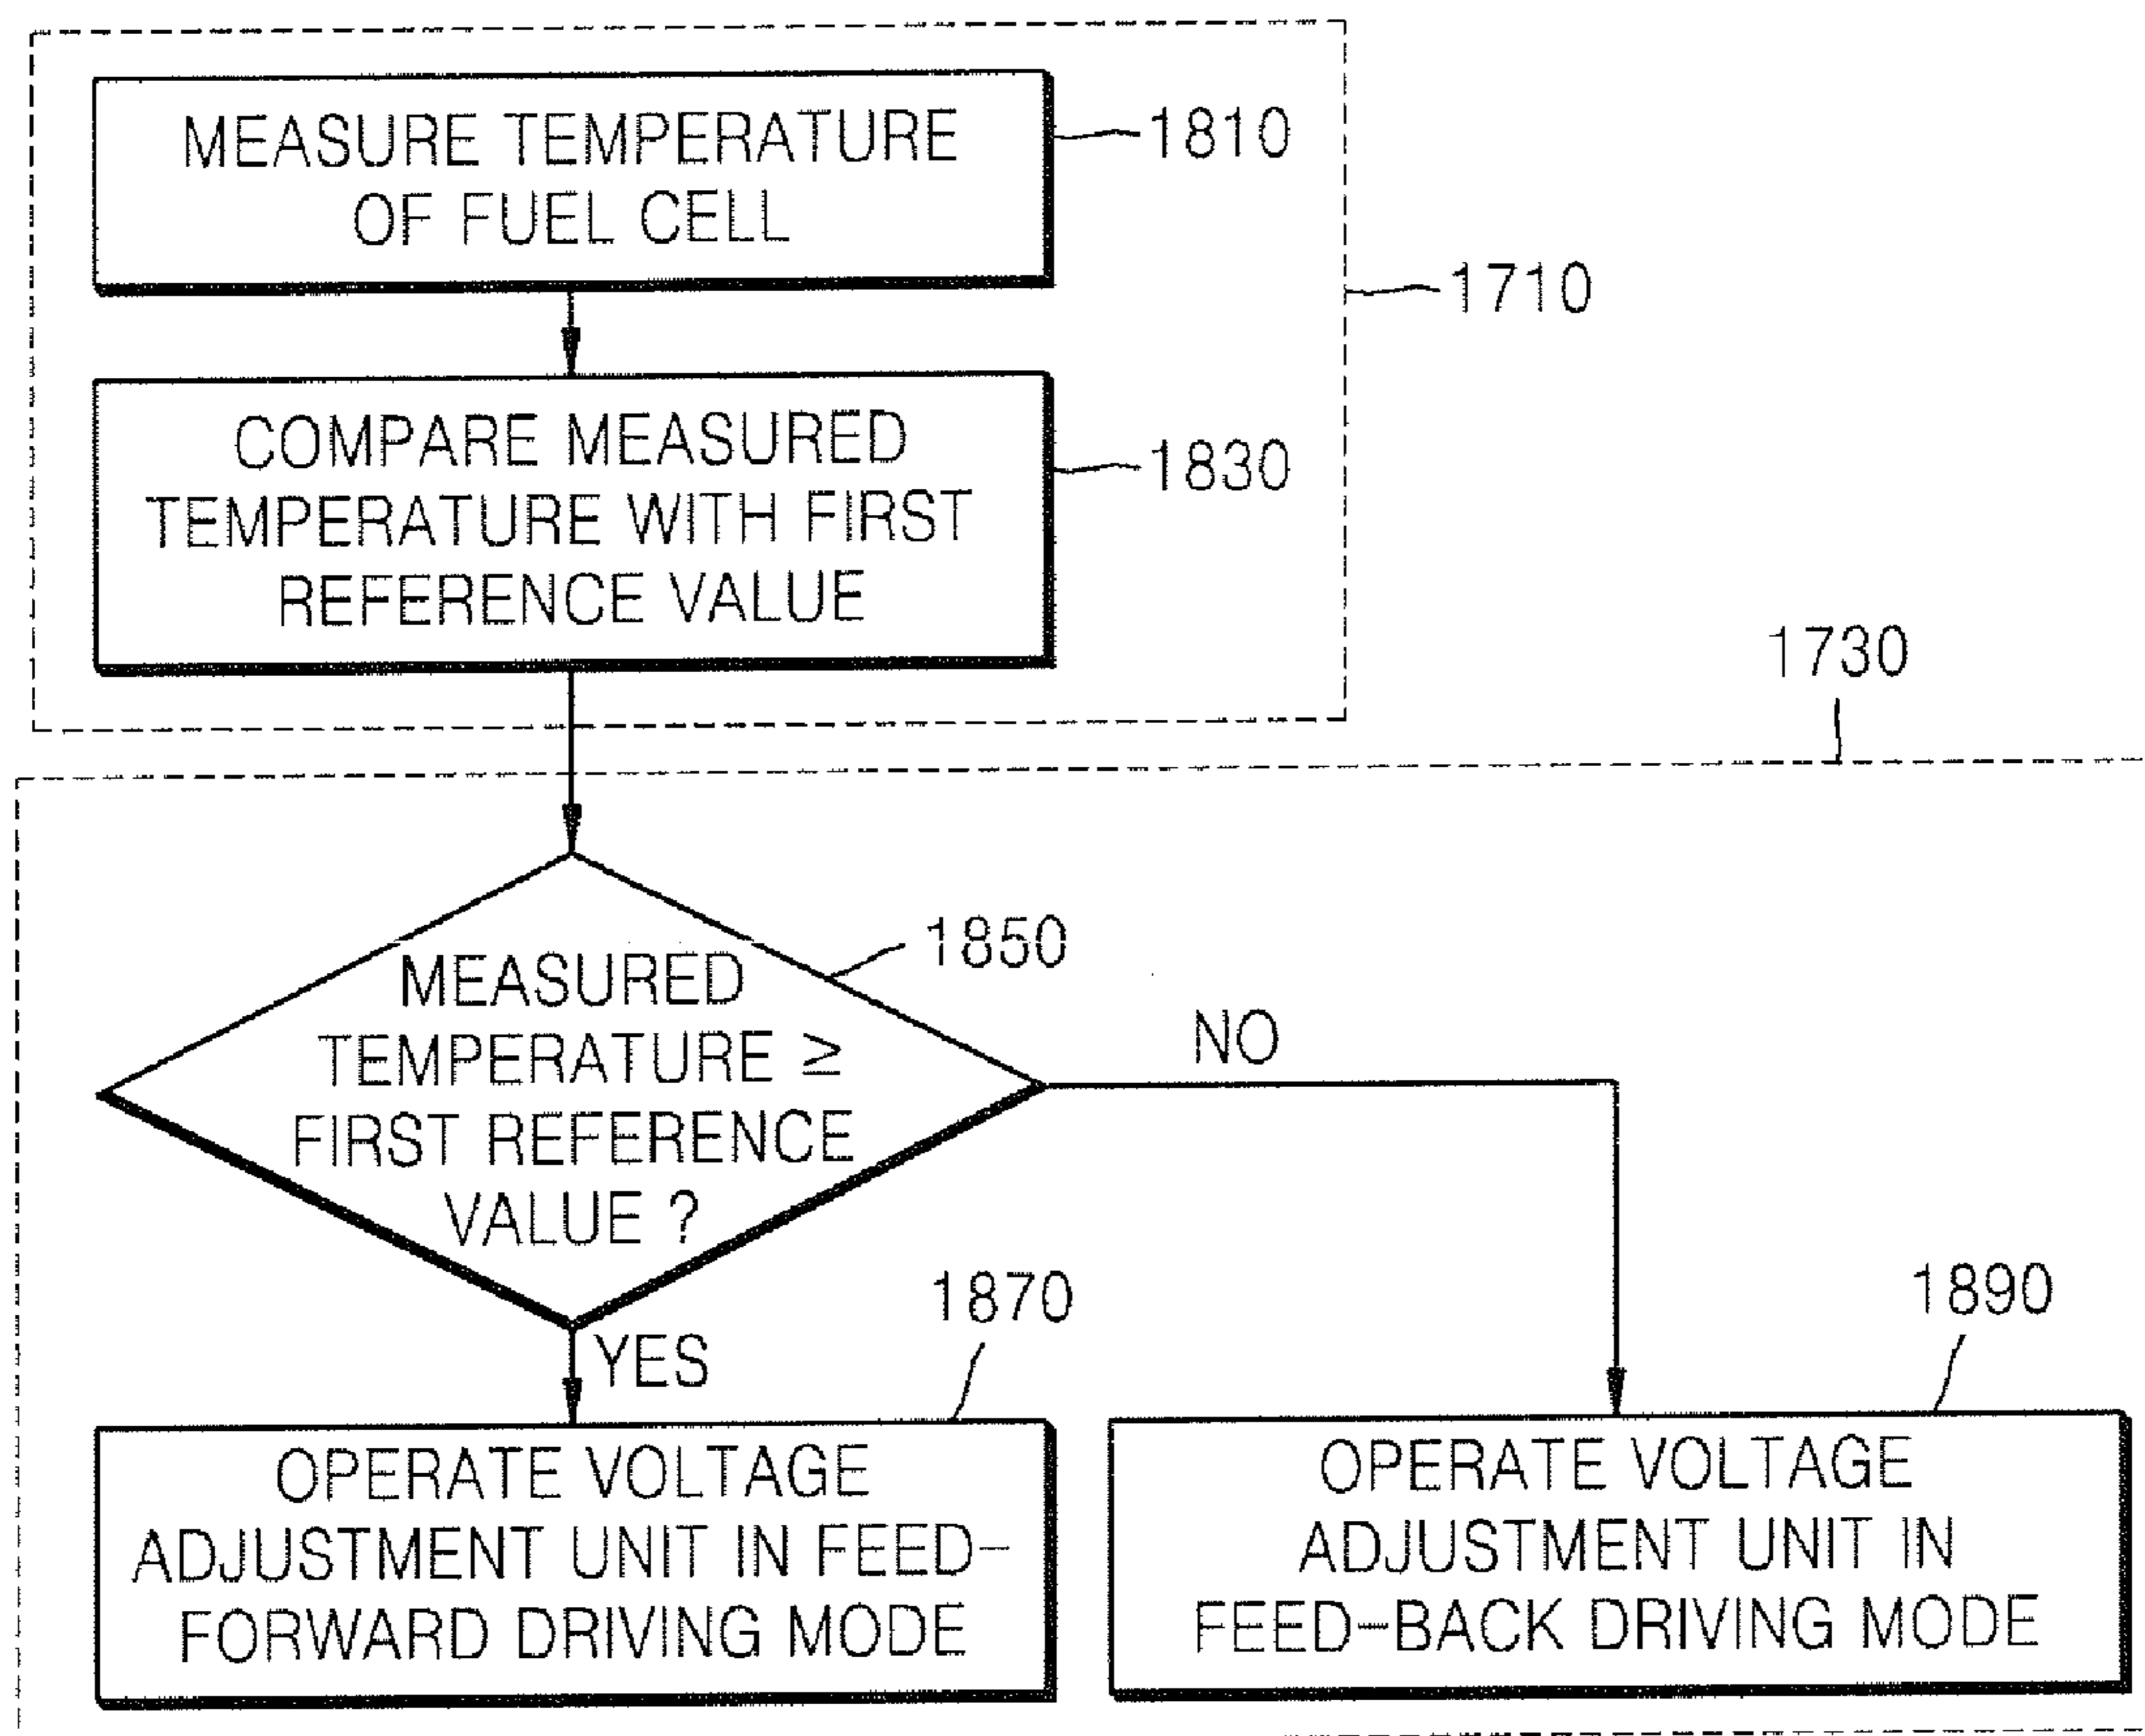 MEASURE TEMPERATURE
OF FUEL CELL
1810
1710
COMPARE MEASURED
TEMPERATURE WITH FIRST
REFERENCE VALUE
1830
1730
1850
MEASURED
TEMPERATURE ≥
FIRST REFERENCE
VALUE ?
NO
YES
1870
1890
OPERATE VOLTAGE
ADJUSTMENT UNIT IN FEED-
FORWARD DRIVING MODE
OPERATE VOLTAGE
ADJUSTMENT UNIT IN
FEED-BACK DRIVING MODE